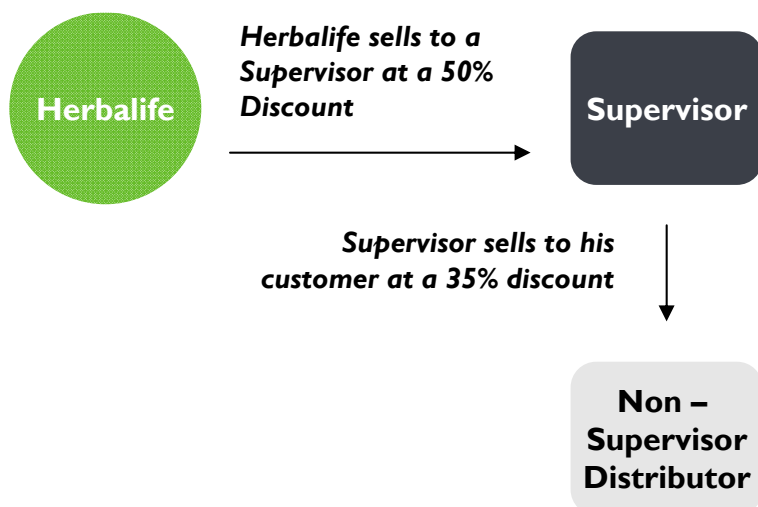 Herbalife
Herbalife sells to a
Supervisor at a 50%
Discount
Supervisor
Supervisor sells to his
customer at a 35% discount
Non –
Supervisor
Distributor